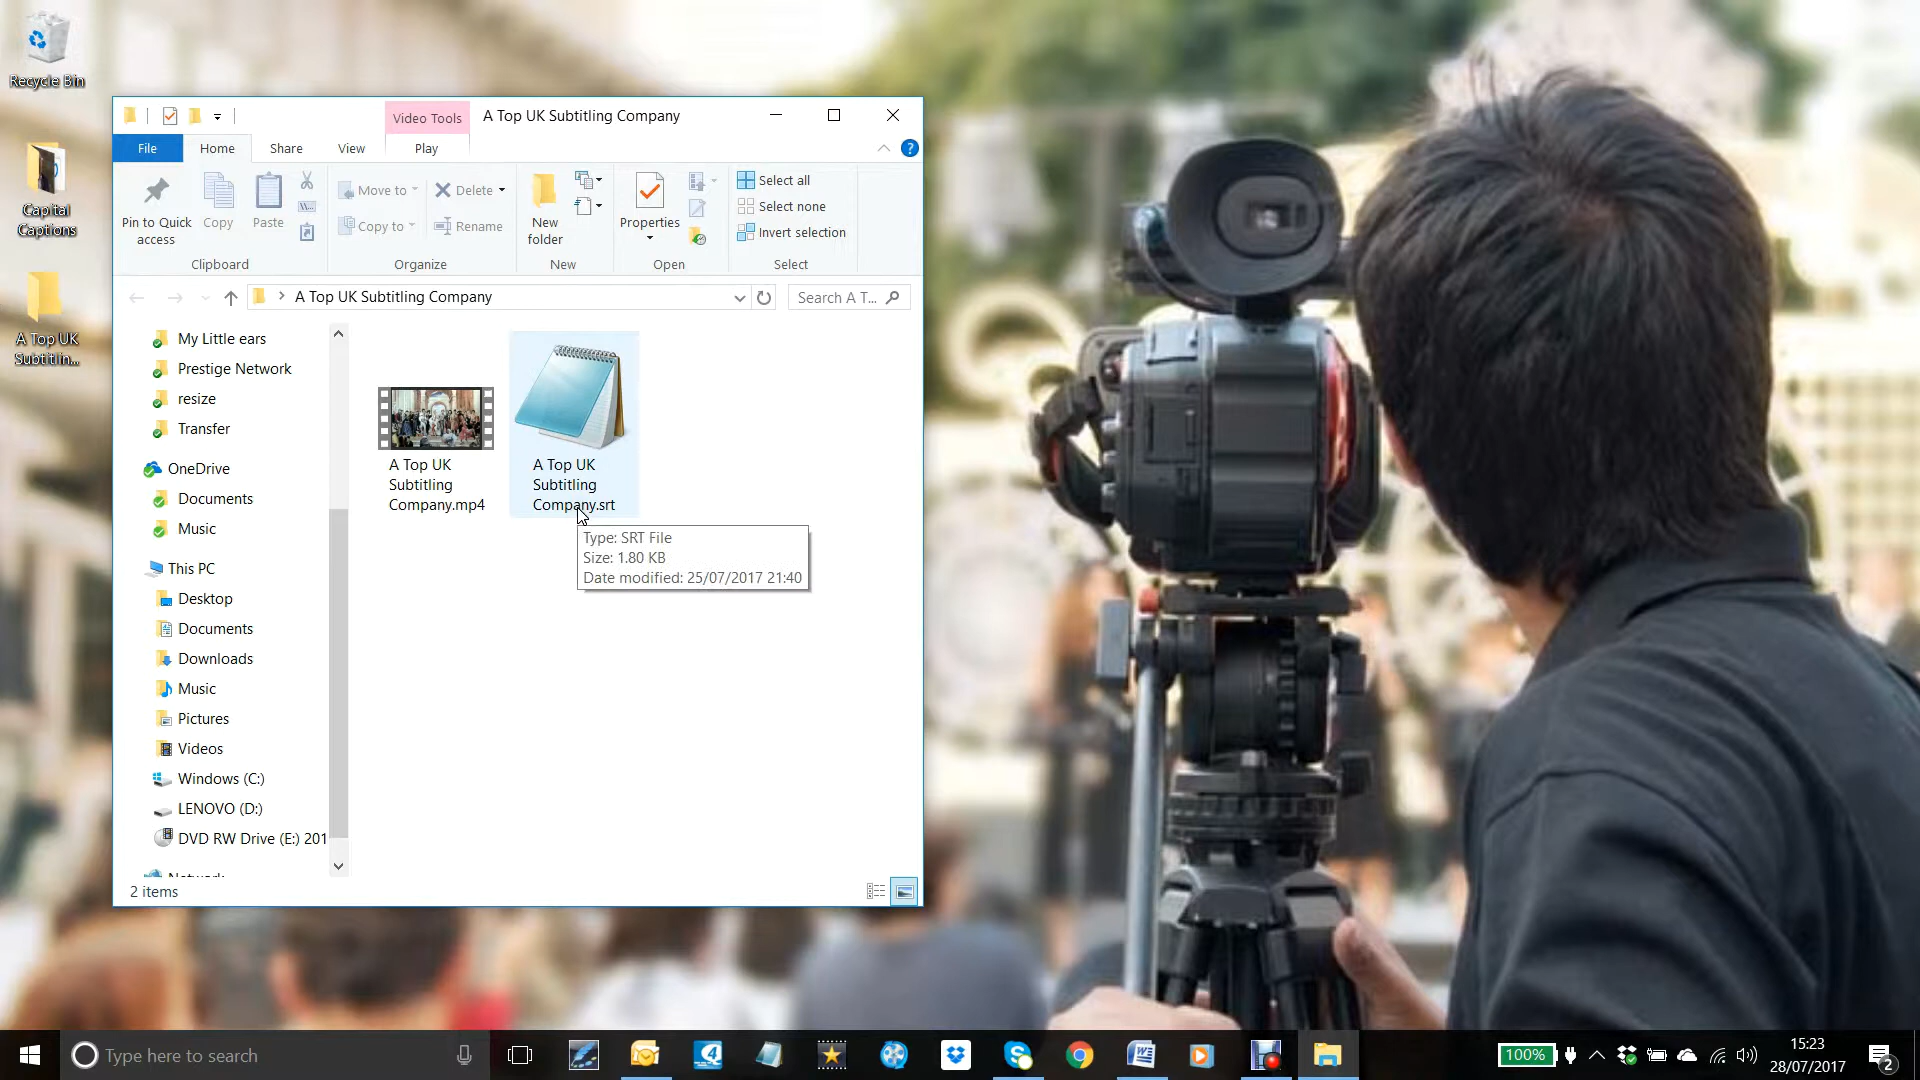 Recycle Bin
Capital
Captions
A Top UK
Subtitlin...
Video Tools
A Top UK Subtitling Company
File
Home
Share
View
Play
Pin to Quick
access
Copy
Paste
Move to
Copy to
Delete
Rename
New
folder
Properties
Select all
Select none
Invert selection
Clipboard
Organize
New
Open
Select
A Top UK Subtitling Company
Search A T...
My Little ears
Prestige Network
resize
Transfer
OneDrive
Documents
Music
This PC
Desktop
Documents
Downloads
Music
Pictures
Videos
Windows (C:)
LENOVO (D:)
DVD RW Drive (E:) 201
Network
A Top UK
Subtitling
Company.mp4
A Top UK
Subtitling
Company.srt
Type: SRT File
Size: 1.80 KB
Date modified: 25/07/2017 21:40
2 items
Type here to search
100%
15:23
28/07/2017
2